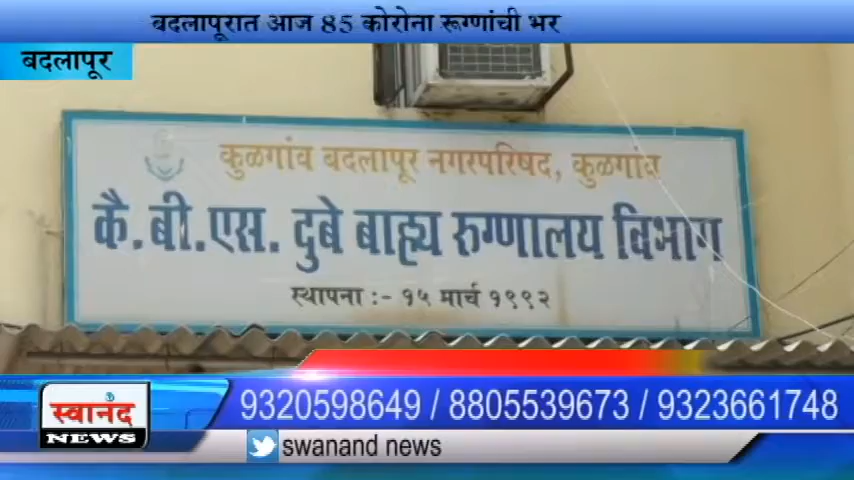 बदलापूरात आज 85 कोरोना रूग्णांची भर
बदलापूर
कुळगांव बदलापूर नगरपरिषद, कुळगांव
कै. बी. एस. दुबे बाह्य रुग्णालय विभाग
स्थापना :- १५ मार्च १९९२
9320598649 / 8805539673 / 9323661748
स्वानंद
NEWS
swanand news